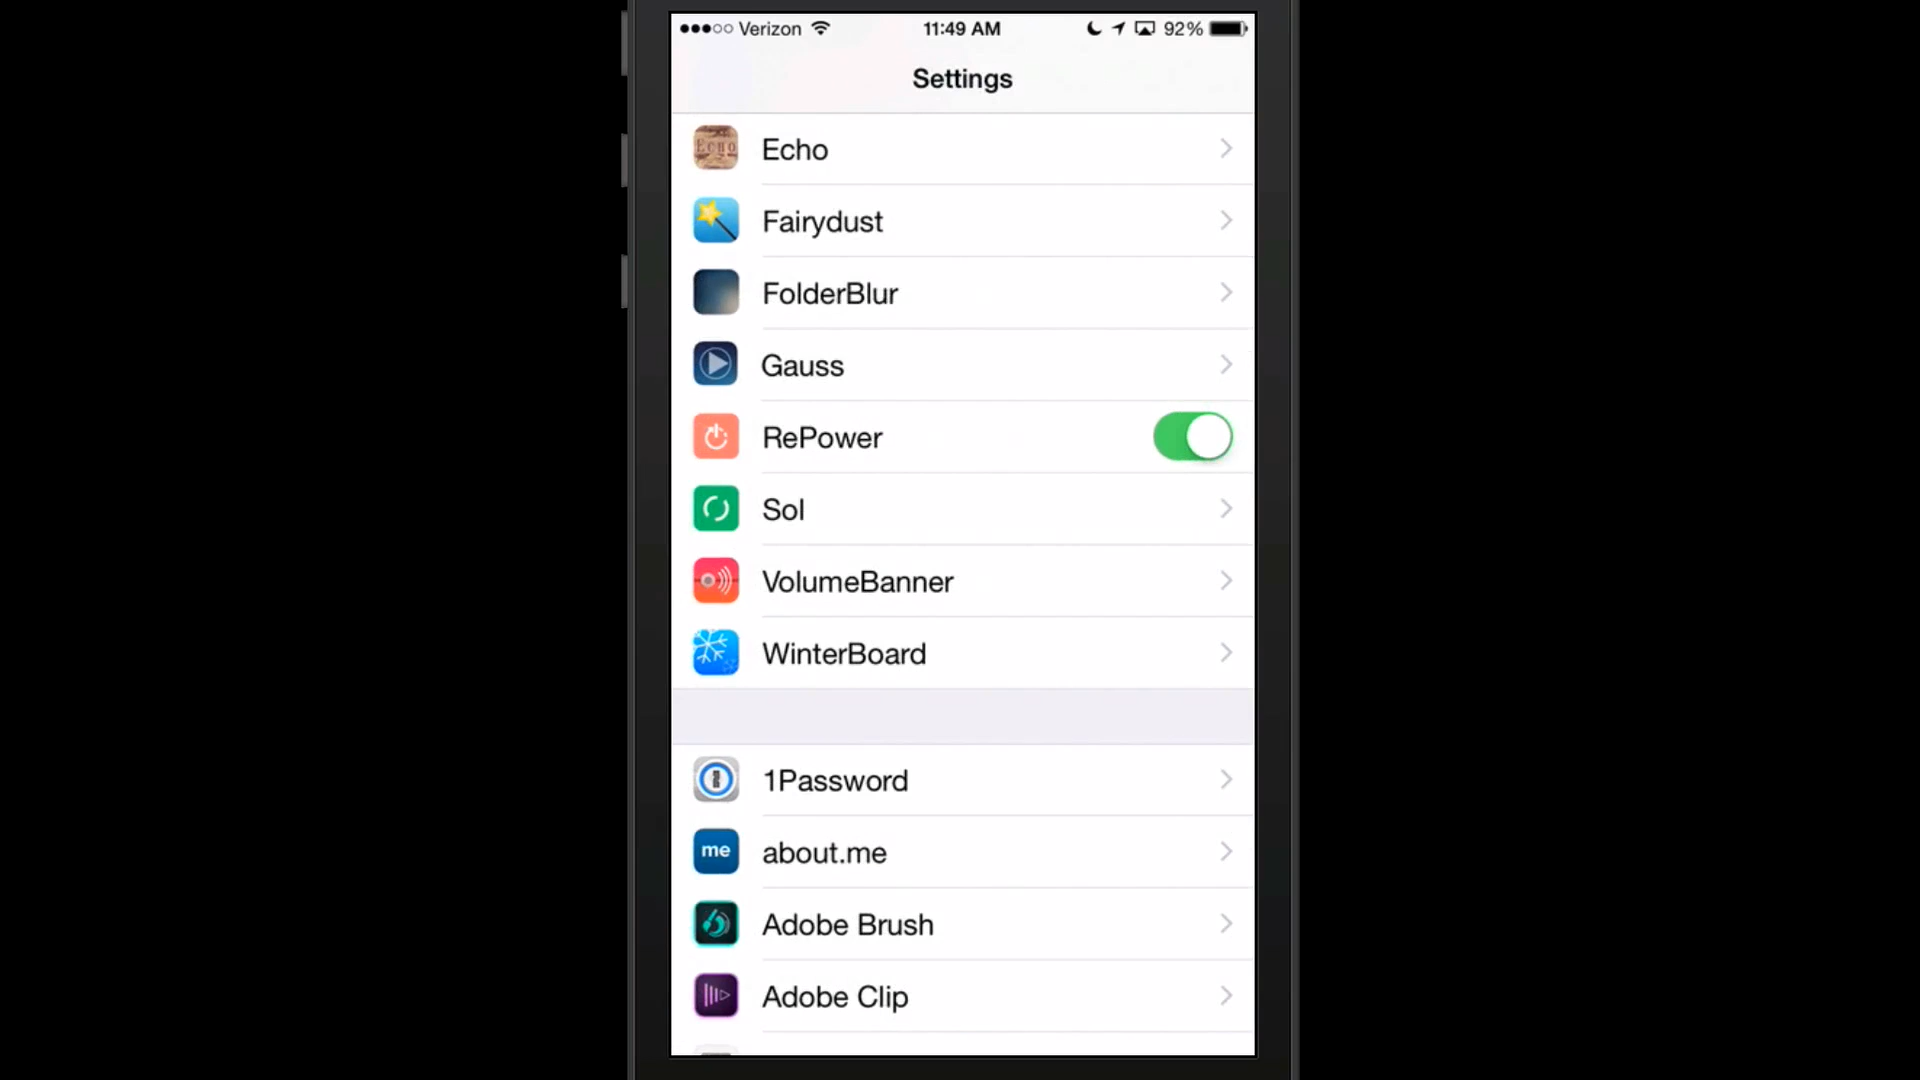 Verizon 11:49 AM 92%
Settings
Echo
Echo
Fairydust
FolderBlur
Gauss
RePower
Sol
VolumeBanner
WinterBoard
1Password
me
about.me
Adobe Brush
Adobe Clip